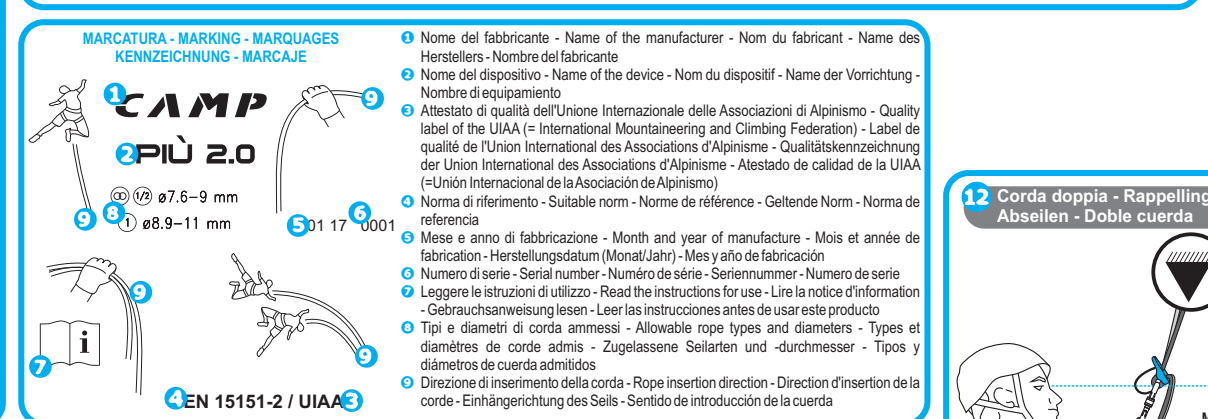 MARCATURA - MARKING - MARQUAGES
KENNZEICHNUNG - MARCAJE
1
CAMP
9
2
PIÙ 2.0
1/2 ø7.6–9 mm
9
8
1 ø8.9–11 mm
5
01 17
6
0001
9
i
7
9
4
EN 15151-2 / UIAA
3
1 Nome del fabbricante - Name of the manufacturer - Nom du fabricant - Name des
Herstellers - Nombre del fabricante
2 Nome del dispositivo - Name of the device - Nom du dispositif - Name der Vorrichtung -
Nombre di equipamiento
3 Attestato di qualità dell'Unione Internazionale delle Associazioni di Alpinismo - Quality
label of the UIAA (= International Mountaineering and Climbing Federation) - Label de
qualité de l'Union International des Associations d'Alpinisme - Qualitätskennzeichnung
der Union International des Associations d'Alpinisme - Atestado de calidad de la UIAA
(=Unión Internacional de la Asociación de Alpinismo)
4 Norma di riferimento - Suitable norm - Norme de référence - Geltende Norm - Norma de
referencia
5 Mese e anno di fabbricazione - Month and year of manufacture - Mois et année de
fabrication - Herstellungsdatum (Monat/Jahr) - Mes y año de fabricación
6 Numero di serie - Serial number - Numéro de série - Seriennummer - Numero de serie
7 Leggere le istruzioni di utilizzo - Read the instructions for use - Lire la notice d'information
- Gebrauchsanweisung lesen - Leer las instrucciones antes de usar este producto
8 Tipi e diametri di corda ammessi - Allowable rope types and diameters - Types et
diamètres de corde admis - Zugelassene Seilarten und -durchmesser - Tipos y
diámetros de cuerda admitidos
9 Direzione di inserimento della corda - Rope insertion direction - Direction d'insertion de la
corde - Einhängerichtung des Seils - Sentido de introducción de la cuerda
12 Corda doppia - Rappelling
Abseilen - Doble cuerda